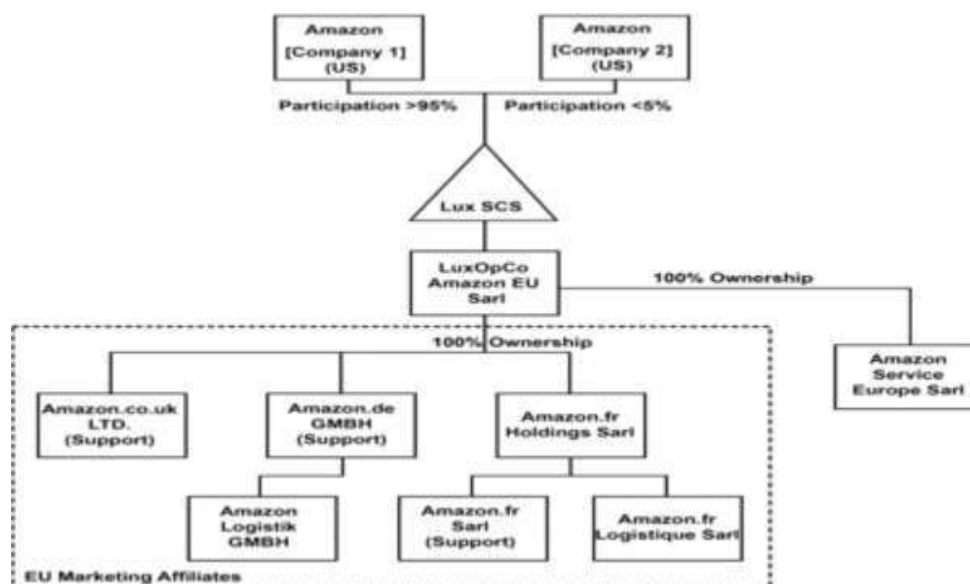 Amazon
[Company 1]
(US)
Amazon
[Company 2]
(US)
Participation >95%
Participation <5%
Lux SCS
LuxOpCo
Amazon EU
Sarl
100% Ownership
100% Ownership
Amazon
Service
Europe Sarl
Amazon.co.uk
LTD.
(Support)
Amazon.de
GMBH
(Support)
Amazon.fr
Holdings Sarl
Amazon
Logistik
GMBH
Amazon.fr
Sarl
(Support)
Amazon.fr
Logistique Sarl
EU Marketing Affiliates